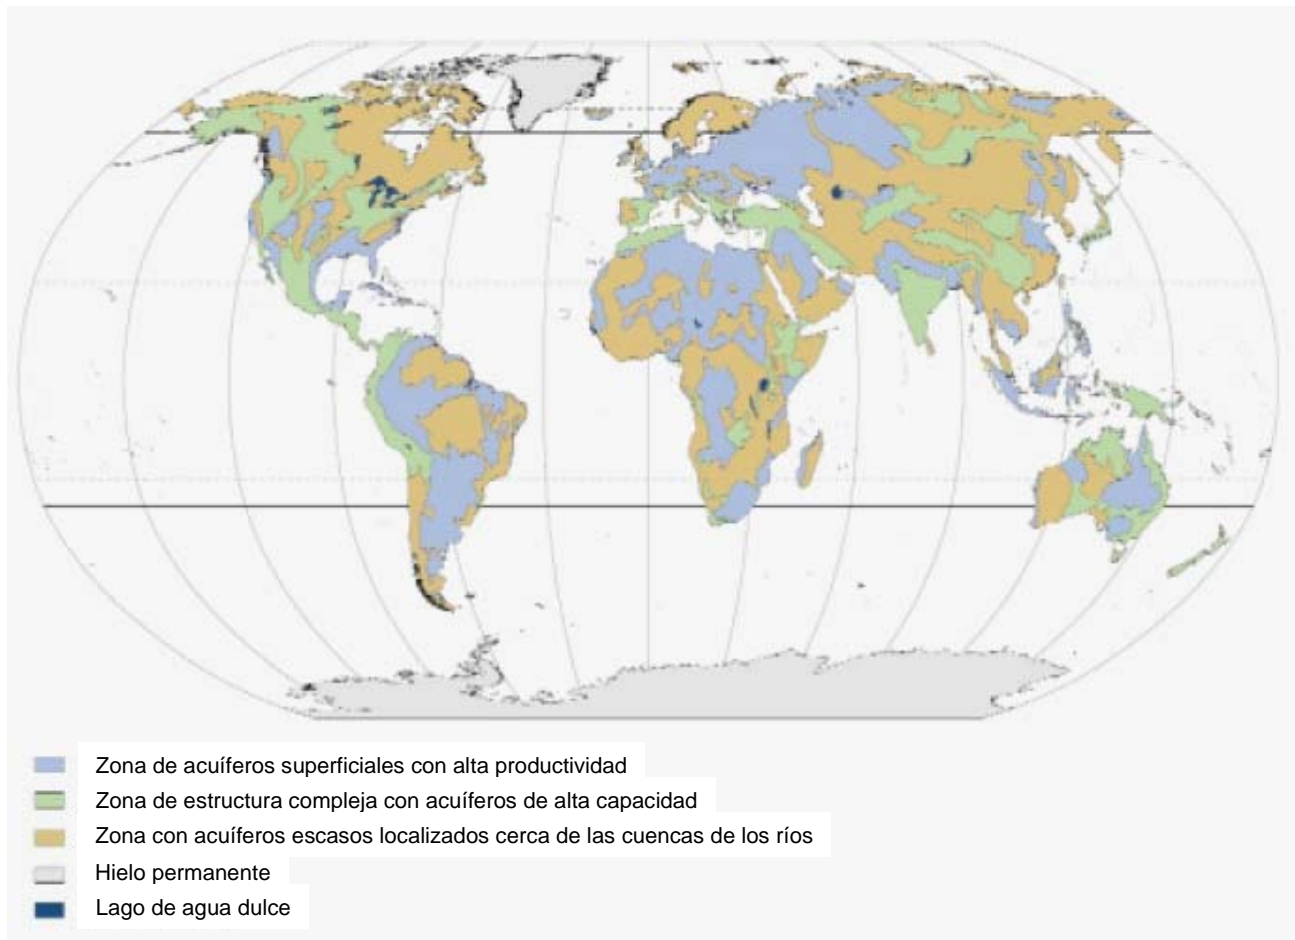 Zona de acuíferos superficiales con alta productividad
Zona de estructura compleja con acuíferos de alta capacidad
Zona con acuíferos escasos localizados cerca de las cuencas de los ríos
Hielo permanente
Lago de agua dulce